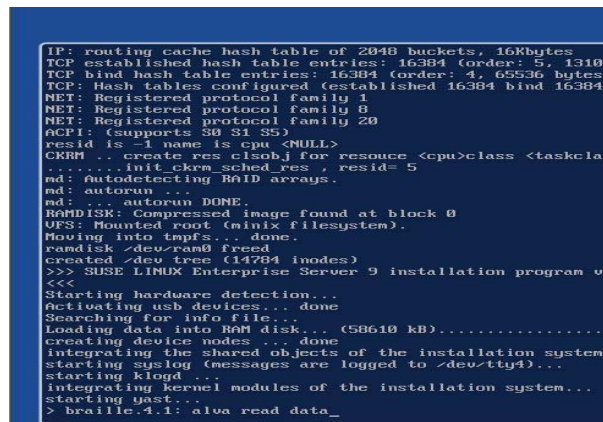 IP: routing cache hash table of 2048 buckets, 16Kbytes
TCP established hash table entries: 16384 (order: 5, 1310
TCP bind hash table entries: 16384 (order: 4, 65536 bytes
TCP: Hash tables configured (established 16384 bind 16384
NET: Registered protocol family 1
NET: Registered protocol family 8
NET: Registered protocol family 20
ACPI: (supports S0 S1 S5)
resid is -1 name is cpu <NULL>
CKRM .. create res clsobj for resouce <cpu>class <taskcla
........init_ckrm_sched_res , resid= 5
md: Autodetecting RAID arrays.
md: autorun ...
md: ... autorun DONE.
RAMDISK: Compressed image found at block 0
VFS: Mounted root (minix filesystem).
Moving into tmpfs... done.
ramdisk /dev/ram0 freed
created /dev tree (14784 inodes)
>>> SUSE LINUX Enterprise Server 9 installation program v
<<<
Starting hardware detection...
Activating usb devices... done
Searching for info file...
Loading data into RAM disk... (58610 kB)................
creating device nodes ... done
integrating the shared objects of the installation system
starting syslog (messages are logged to /dev/tty4)...
starting klogd ...
integrating kernel modules of the installation system...
starting yast...
> braille.4.1: alva read data_